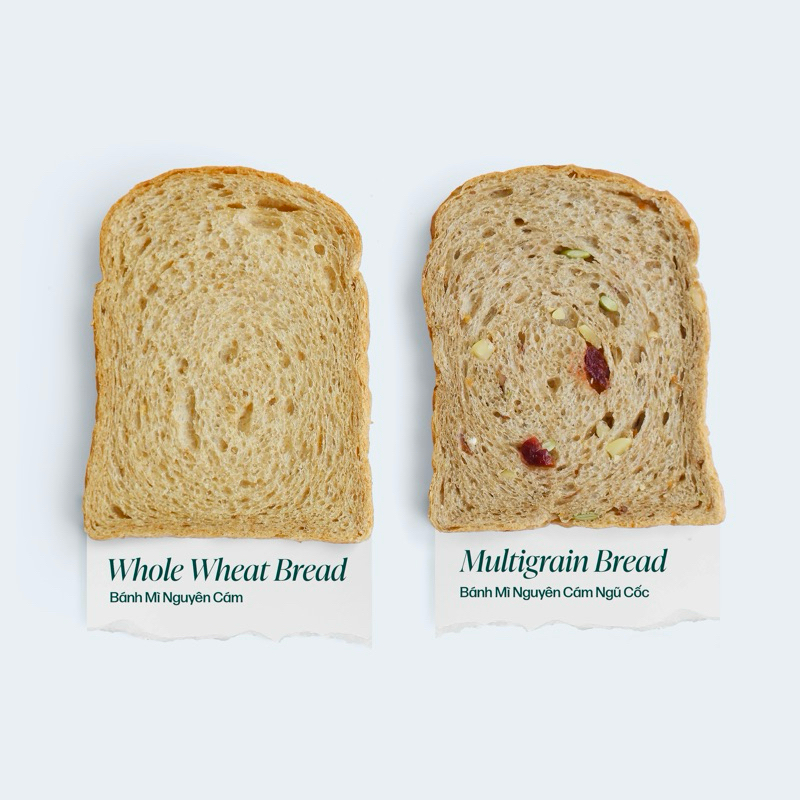 Whole Wheat Bread
Bánh Mì Nguyên Cám
Multigrain Bread
Bánh Mì Nguyên Cám Ngũ Cốc